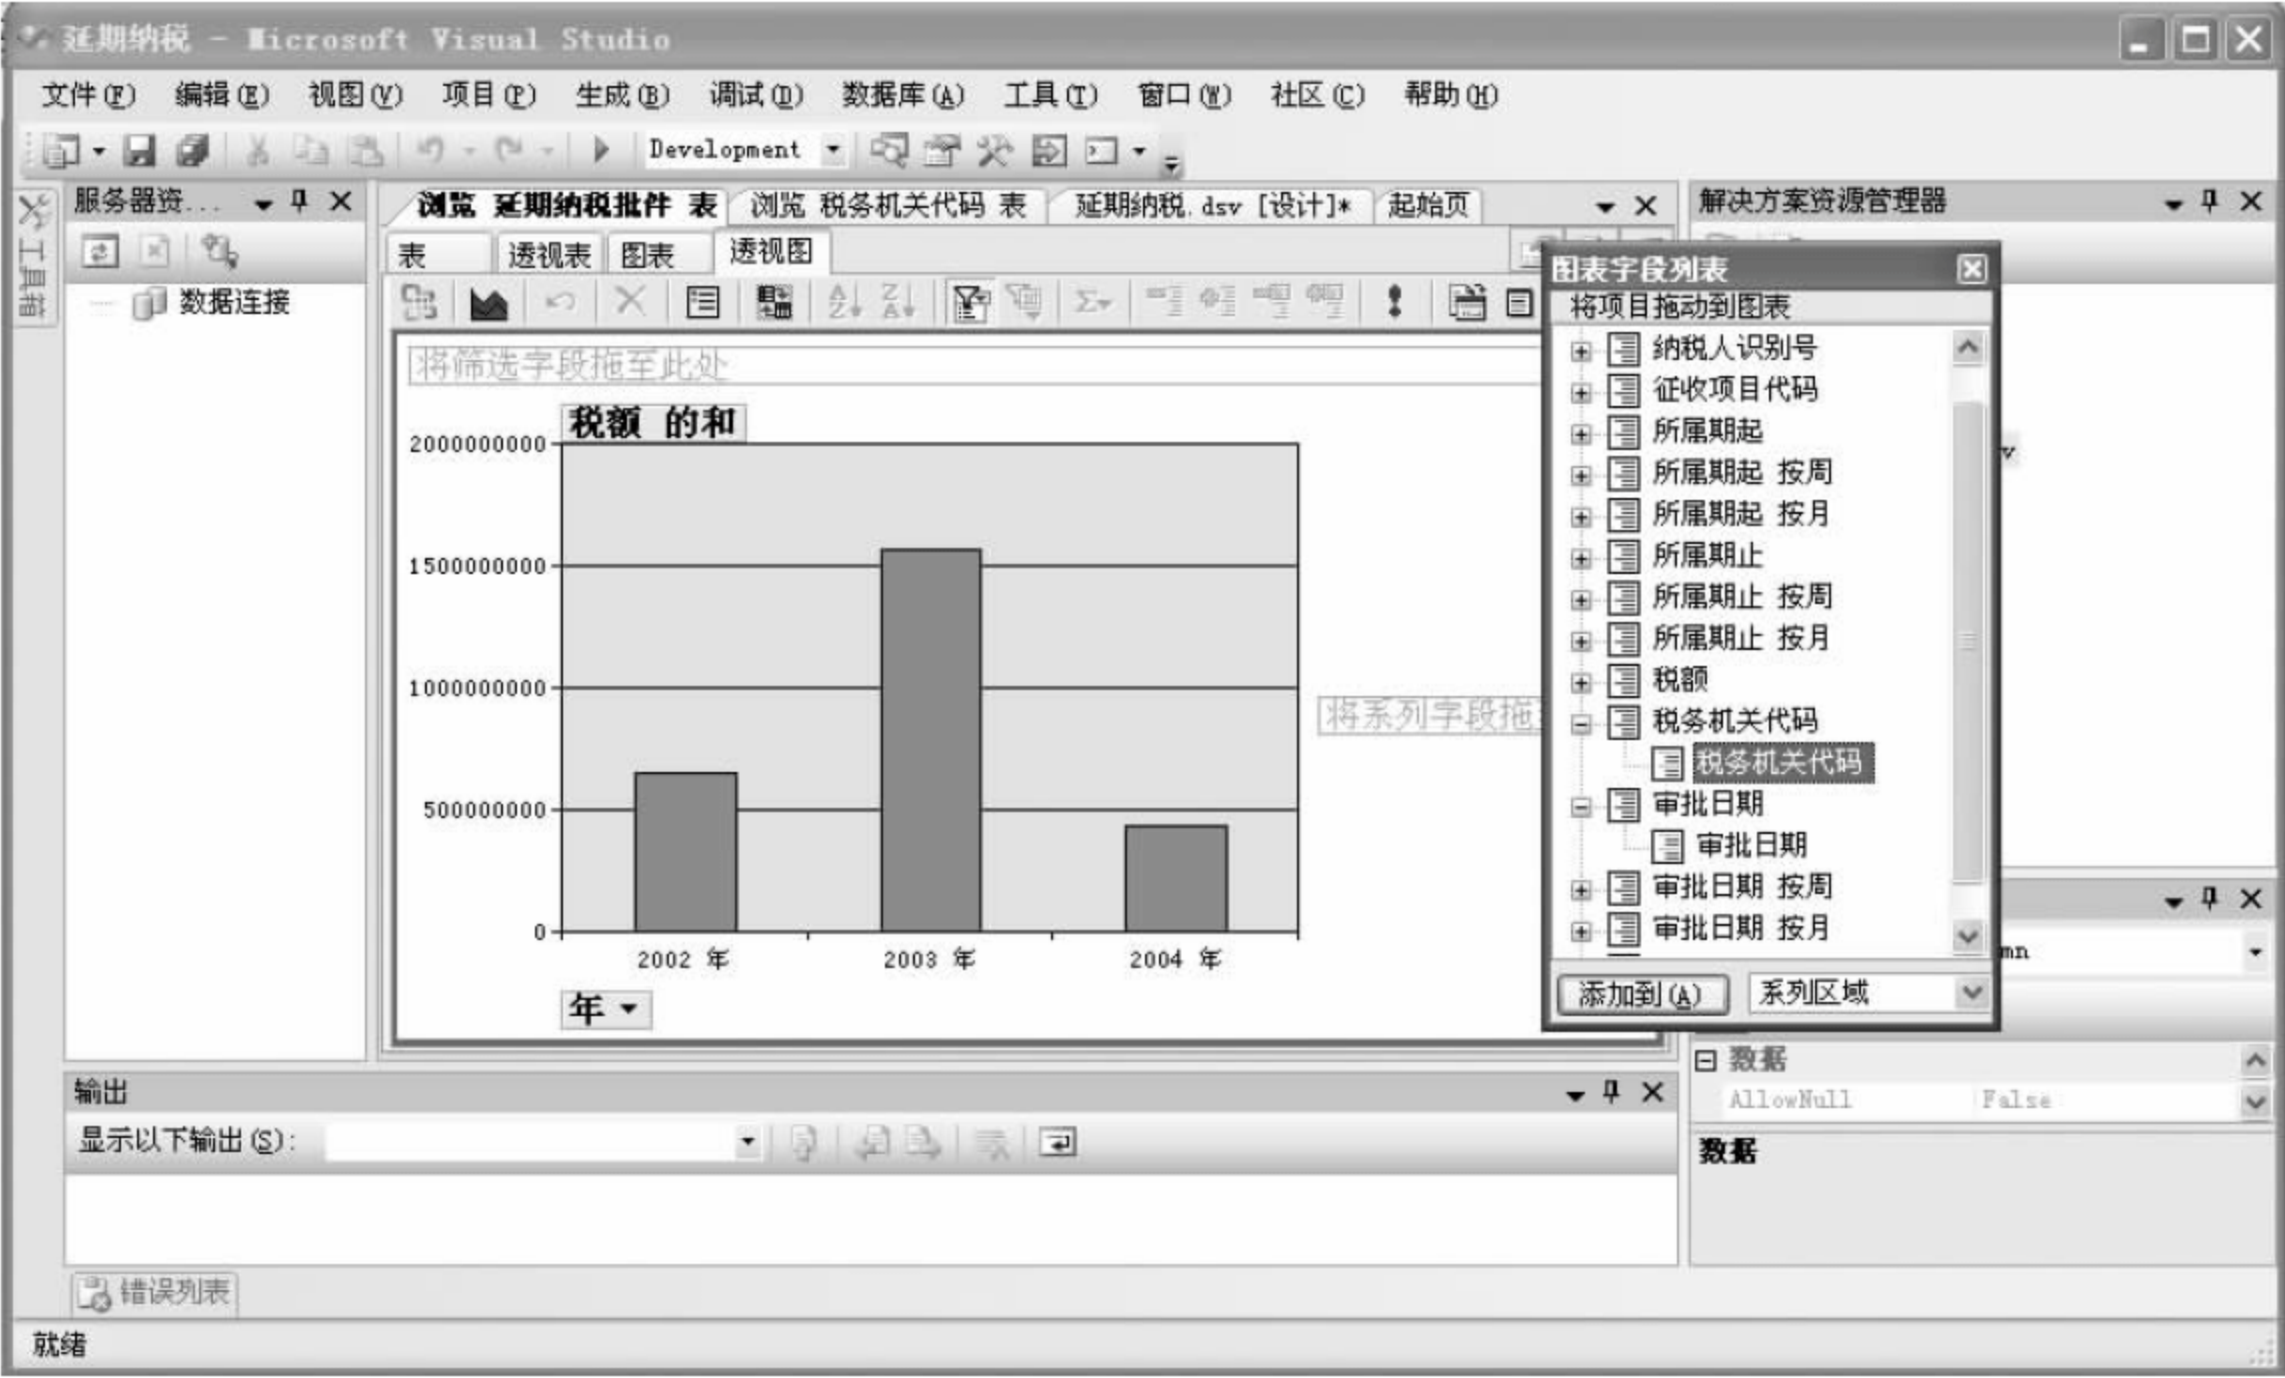 延期纳税 - Microsoft Visual Studio
文件(F) 编辑(E) 视图(V) 项目(P) 生成(B) 调试(D) 数据库(A) 工具(T) 窗口(W) 社区(C) 帮助(H)
Development
工具箱
服务器资...
数据连接
浏览 延期纳税批件 表 浏览 税务机关代码 表 延期纳税.dsv [设计]* 起始页
表 透视表 图表 透视图
将筛选字段拖至此处
税额 的和
2000000000
1500000000
1000000000
500000000
0
2002 年 2003 年 2004 年
年
将系列字段拖
解决方案资源管理器
图表字段列表
将项目拖动到图表
纳税人识别号
征收项目代码
所属期起
所属期起 按周
所属期起 按月
所属期止
所属期止 按周
所属期止 按月
税额
税务机关代码
税务机关代码
审批日期
审批日期
审批日期 按周
审批日期 按月
添加到(A) 系列区域
v
mn
数据
AllowNull False
数据
输出
显示以下输出(S):
错误列表
就绪